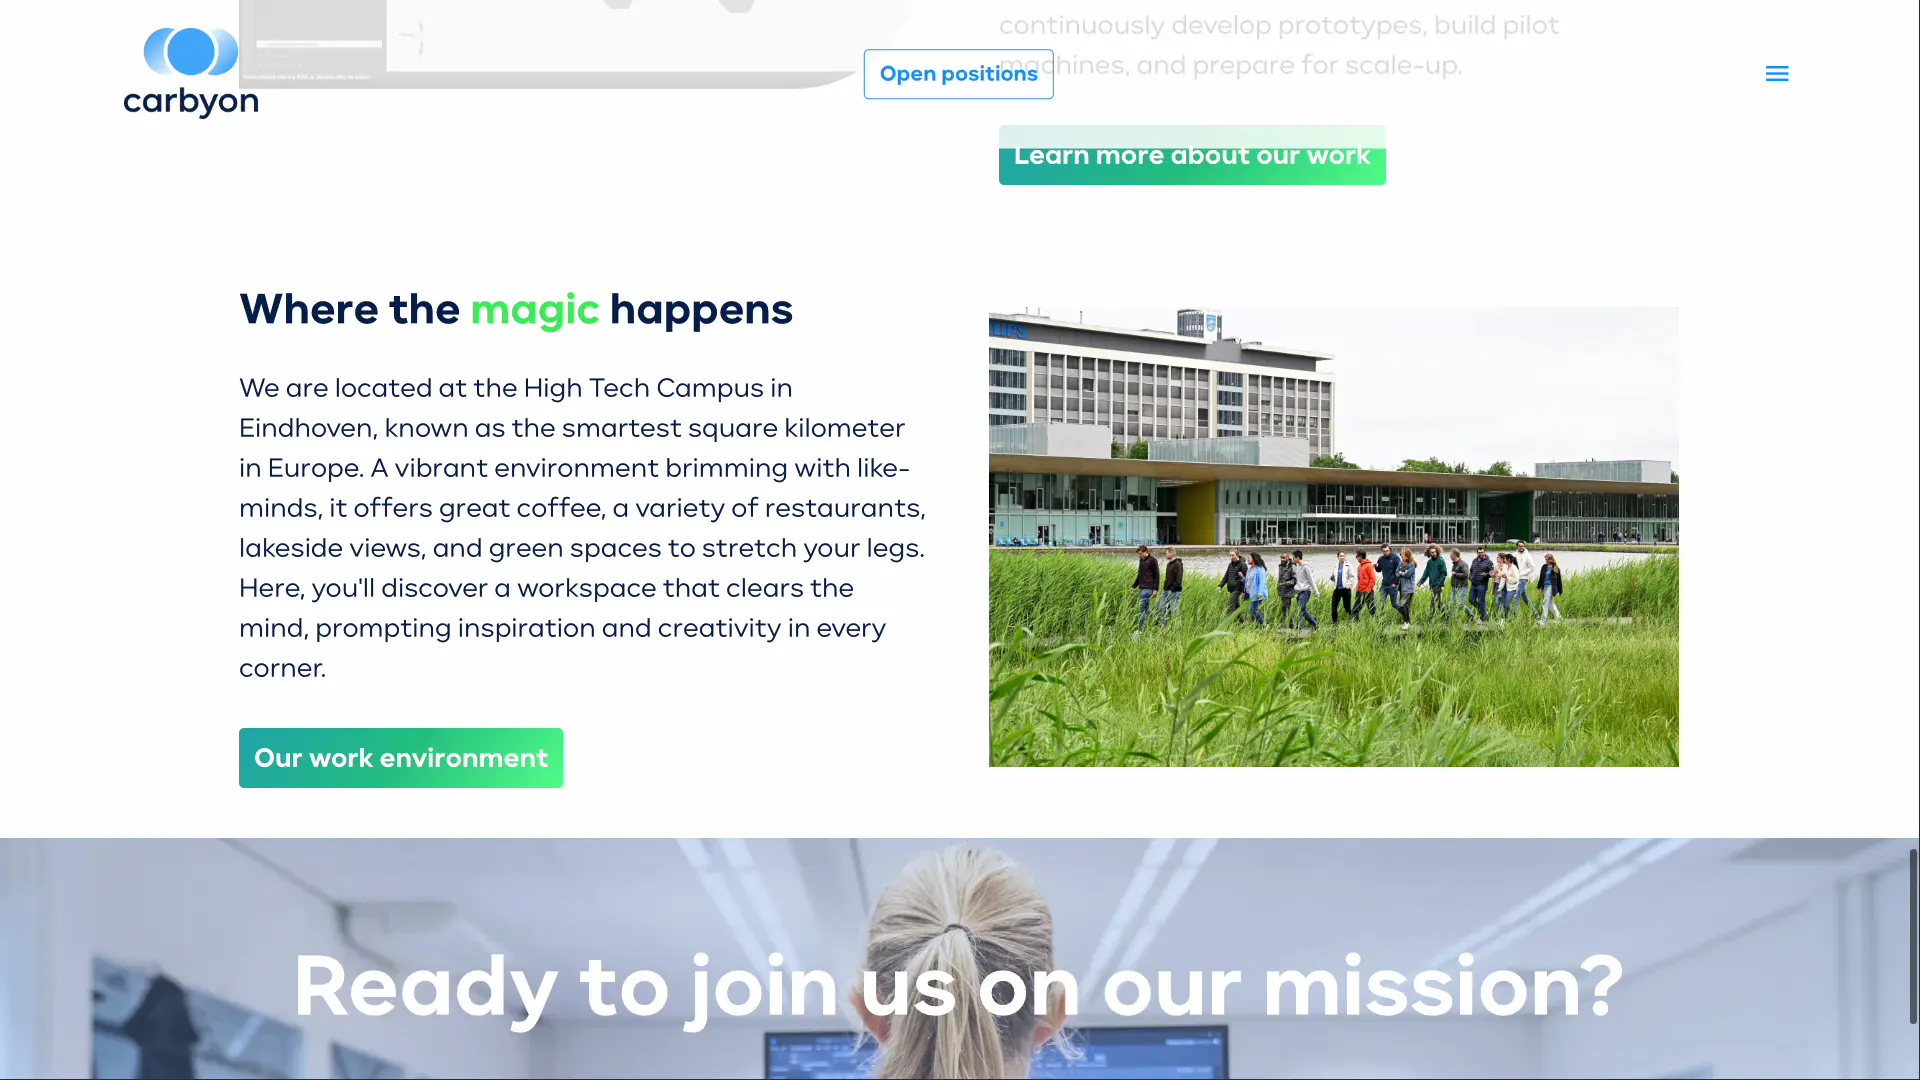 continuously develop prototypes, build pilot
machines, and prepare for scale-up.
carbyon
Open positions
Learn more about our work
Where the magic happens
We are located at the High Tech Campus in
Eindhoven, known as the smartest square kilometer
in Europe. A vibrant environment brimming with like-
minds, it offers great coffee, a variety of restaurants,
lakeside views, and green spaces to stretch your legs.
Here, you'll discover a workspace that clears the
mind, prompting inspiration and creativity in every
corner.
Our work environment
Ready to join us on our mission?